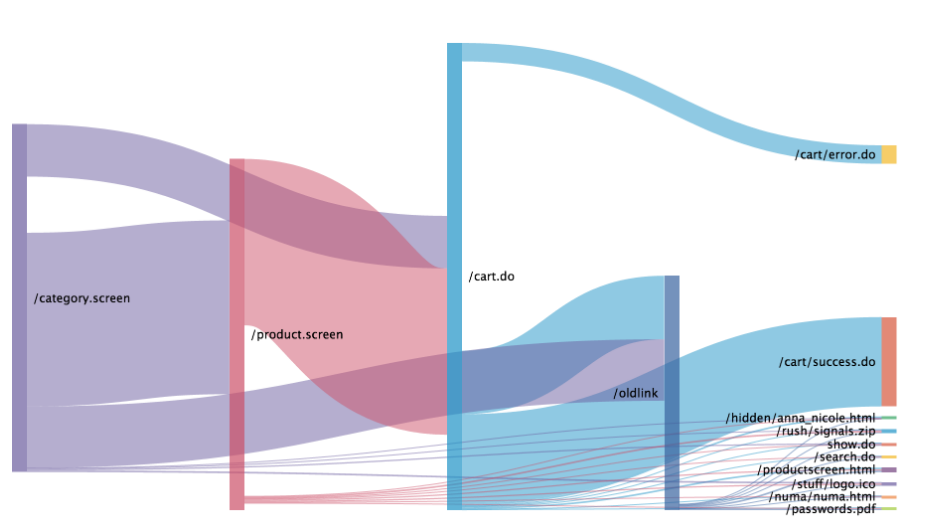 /cart/error.do
/cart.do
/category.screen
/product.screen
/cart/success.do
/oldlink
/hidden/anna_nicole.html
/rush/signals.zip
show.do
/search.do
/productscreen.html
/stuff/logo.ico
/numa/numa.html
/passwords.pdf